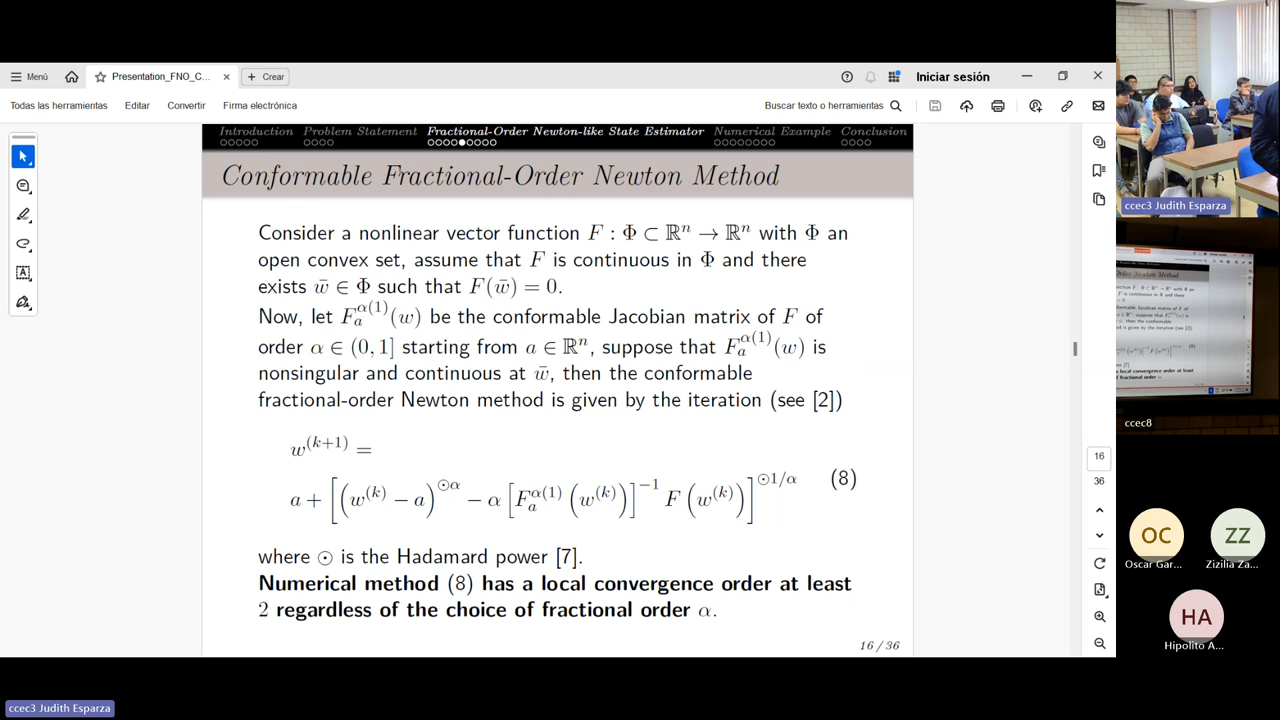 Menú
Presentation_FNO_C...
Crear
Iniciar sesión
Todas las herramientas
Editar
Convertir
Firma electrónica
Buscar texto o herramientas
Introduction Problem Statement Fractional-Order Newton-like State Estimator Numerical Example Conclusion
Conformable Fractional-Order Newton Method
Consider a nonlinear vector function F : Φ ⊂ ℝⁿ → ℝⁿ with Φ an
open convex set, assume that F is continuous in Φ and there
exists w̄ ∈ Φ such that F(w̄) = 0.
Now, let F_a^{α(1)}(w) be the conformable Jacobian matrix of F of
order α ∈ (0, 1] starting from a ∈ ℝⁿ, suppose that F_a^{α(1)}(w) is
nonsingular and continuous at w̄, then the conformable
fractional-order Newton method is given by the iteration (see [2])
w^{(k+1)} =
a + [(w^{(k)} − a)^{⊙α} − α [F_a^{α(1)} (w^{(k)})]^{−1} F (w^{(k)})]^{⊙1/α} (8)
where ⊙ is the Hadamard power [7].
Numerical method (8) has a local convergence order at least
2 regardless of the choice of fractional order α.
16 / 36
16
36
ccec3 Judith Esparza
ccec8
OC
Oscar Gar...
ZZ
Zizilia Za...
HA
Hipolito A...
ccec3 Judith Esparza